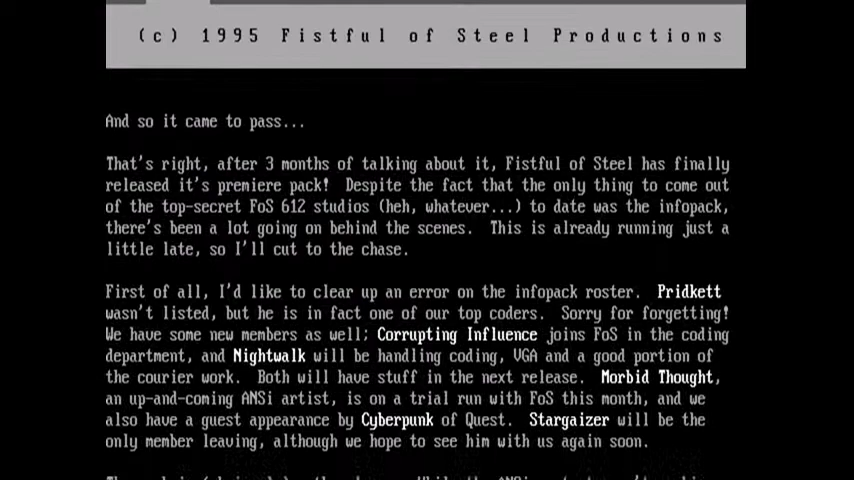 (c) 1995 Fistful of Steel Productions
And so it came to pass...
That's right, after 3 months of talking about it, Fistful of Steel has finally
released it's premiere pack! Despite the fact that the only thing to come out
of the top-secret FoS 612 studios (heh, whatever...) to date was the infopack,
there's been a lot going on behind the scenes. This is already running just a
little late, so I'll cut to the chase.
First of all, I'd like to clear up an error on the infopack roster. Pridkett
wasn't listed, but he is in fact one of our top coders. Sorry for forgetting!
We have some new members as well; Corrupting Influence joins FoS in the coding
department, and Nightwalk will be handling coding, VGA and a good portion of
the courier work. Both will have stuff in the next release. Morbid Thought,
an up-and-coming ANSi artist, is on a trial run with FoS this month, and we
also have a guest appearance by Cyberpunk of Quest. Stargaizer will be the
only member leaving, although we hope to see him with us again soon.